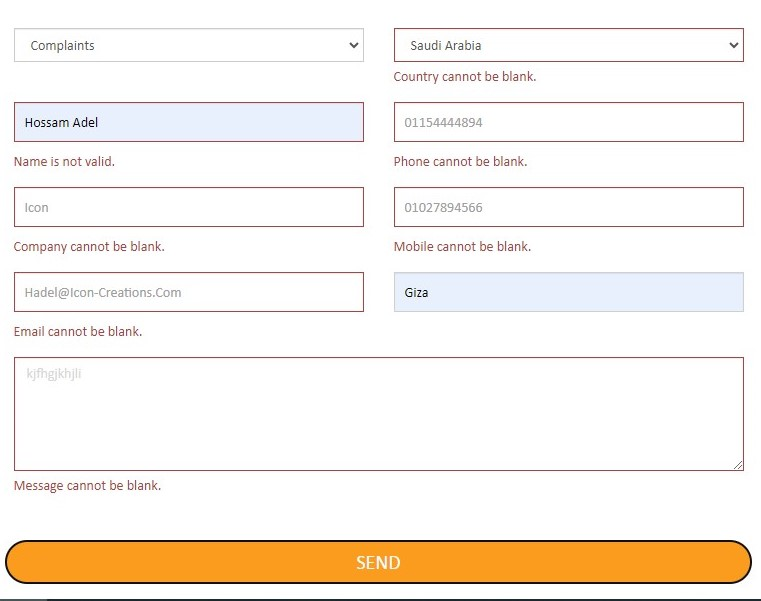 Complaints
Saudi Arabia
Country cannot be blank.
Hossam Adel
01154444894
Name is not valid.
Phone cannot be blank.
Icon
01027894566
Company cannot be blank.
Mobile cannot be blank.
Hadel@Icon-Creations.Com
Giza
Email cannot be blank.
kjfhgjkhjli
Message cannot be blank.
SEND